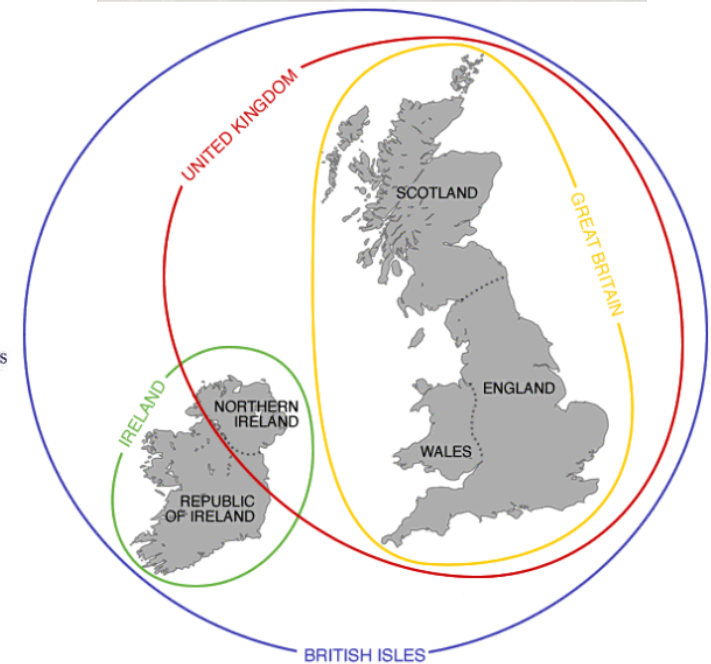 UNITED KINGDOM
SCOTLAND
GREAT BRITAIN
s
IRELAND
ENGLAND
NORTHERN
IRELAND
WALES
REPUBLIC
OF IRELAND
BRITISH ISLES